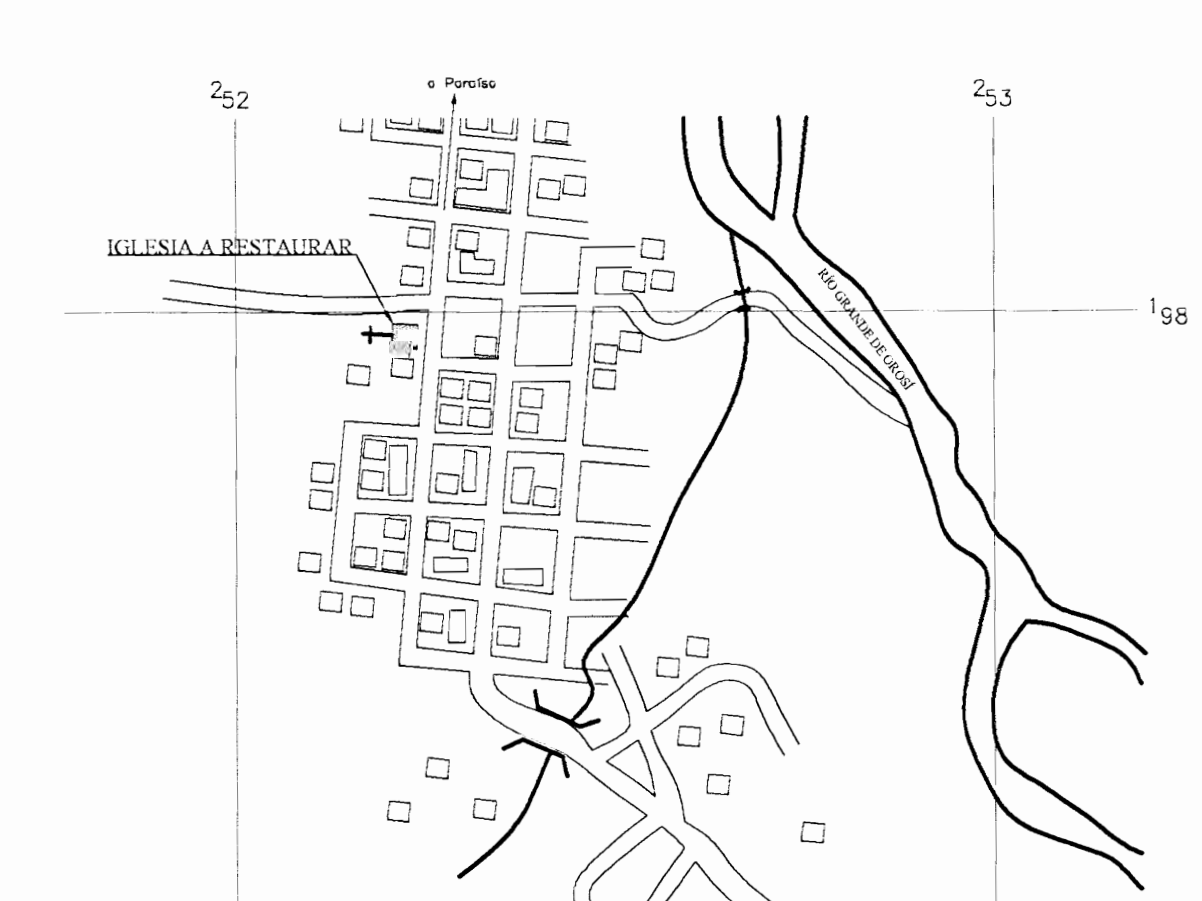 a Paraíso
252
253
IGLESIA A RESTAURAR
RÍO GRANDE DE OROSÍ
198